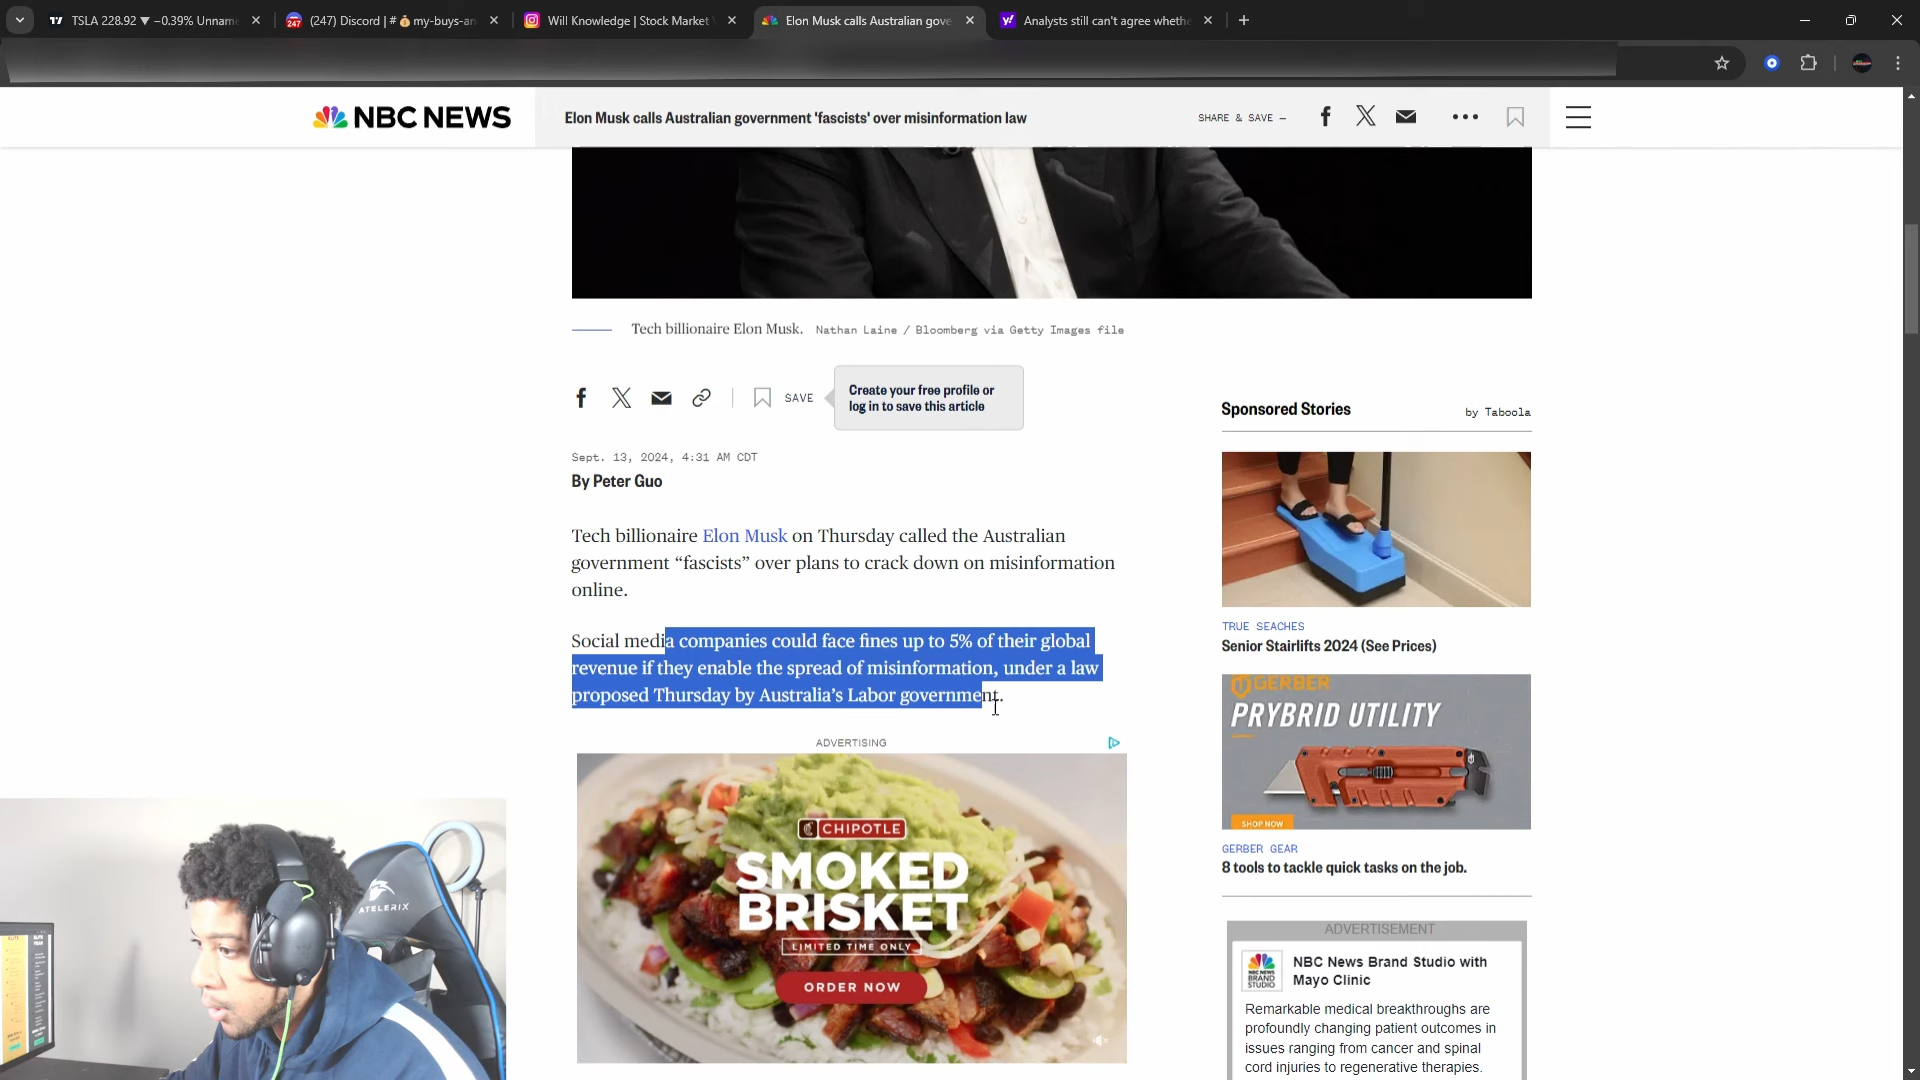 TSLA 228.92 ▼ −0.39% Unname
(247) Discord | #💰my-buys-an
Will Knowledge | Stock Market
Elon Musk calls Australian gove
Analysts still can't agree whethe
NBC NEWS
Elon Musk calls Australian government 'fascists' over misinformation law
SHARE & SAVE —
Tech billionaire Elon Musk. Nathan Laine / Bloomberg via Getty Images file
SAVE
Create your free profile or
log in to save this article
Sept. 13, 2024, 4:31 AM CDT
By Peter Guo
Tech billionaire Elon Musk on Thursday called the Australian
government “fascists” over plans to crack down on misinformation
online.
Social media companies could face fines up to 5% of their global
revenue if they enable the spread of misinformation, under a law
proposed Thursday by Australia’s Labor government.
ADVERTISING
CHIPOTLE
SMOKED
BRISKET
LIMITED TIME ONLY
ORDER NOW
Sponsored Stories
by Taboola
TRUE SEACHES
Senior Stairlifts 2024 (See Prices)
GERBER
PRYBRID UTILITY
SHOP NOW
GERBER GEAR
8 tools to tackle quick tasks on the job.
ADVERTISEMENT
NBC NEWS
BRAND
STUDIO
NBC News Brand Studio with
Mayo Clinic
Remarkable medical breakthroughs are
profoundly changing patient outcomes in
issues ranging from cancer and spinal
cord injuries to regenerative therapies.
ATELERIX